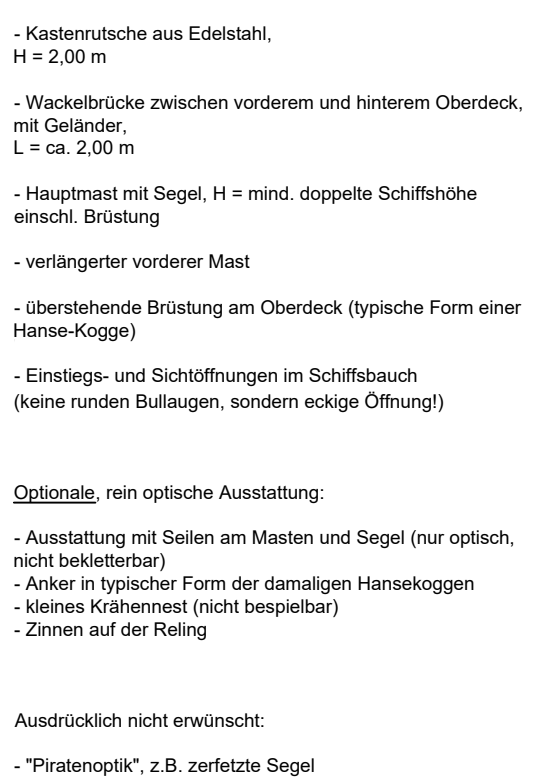 - Kastenrutsche aus Edelstahl,
H = 2,00 m
- Wackelbrücke zwischen vorderem und hinterem Oberdeck,
mit Geländer,
L = ca. 2,00 m
- Hauptmast mit Segel, H = mind. doppelte Schiffshöhe
einschl. Brüstung
- verlängerter vorderer Mast
- überstehende Brüstung am Oberdeck (typische Form einer
Hanse-Kogge)
- Einstiegs- und Sichtöffnungen im Schiffsbauch
(keine runden Bullaugen, sondern eckige Öffnung!)
Optionale, rein optische Ausstattung:
- Ausstattung mit Seilen am Masten und Segel (nur optisch,
nicht bekletterbar)
- Anker in typischer Form der damaligen Hansekoggen
- kleines Krähennest (nicht bespielbar)
- Zinnen auf der Reling
Ausdrücklich nicht erwünscht:
- "Piratenoptik", z.B. zerfetzte Segel